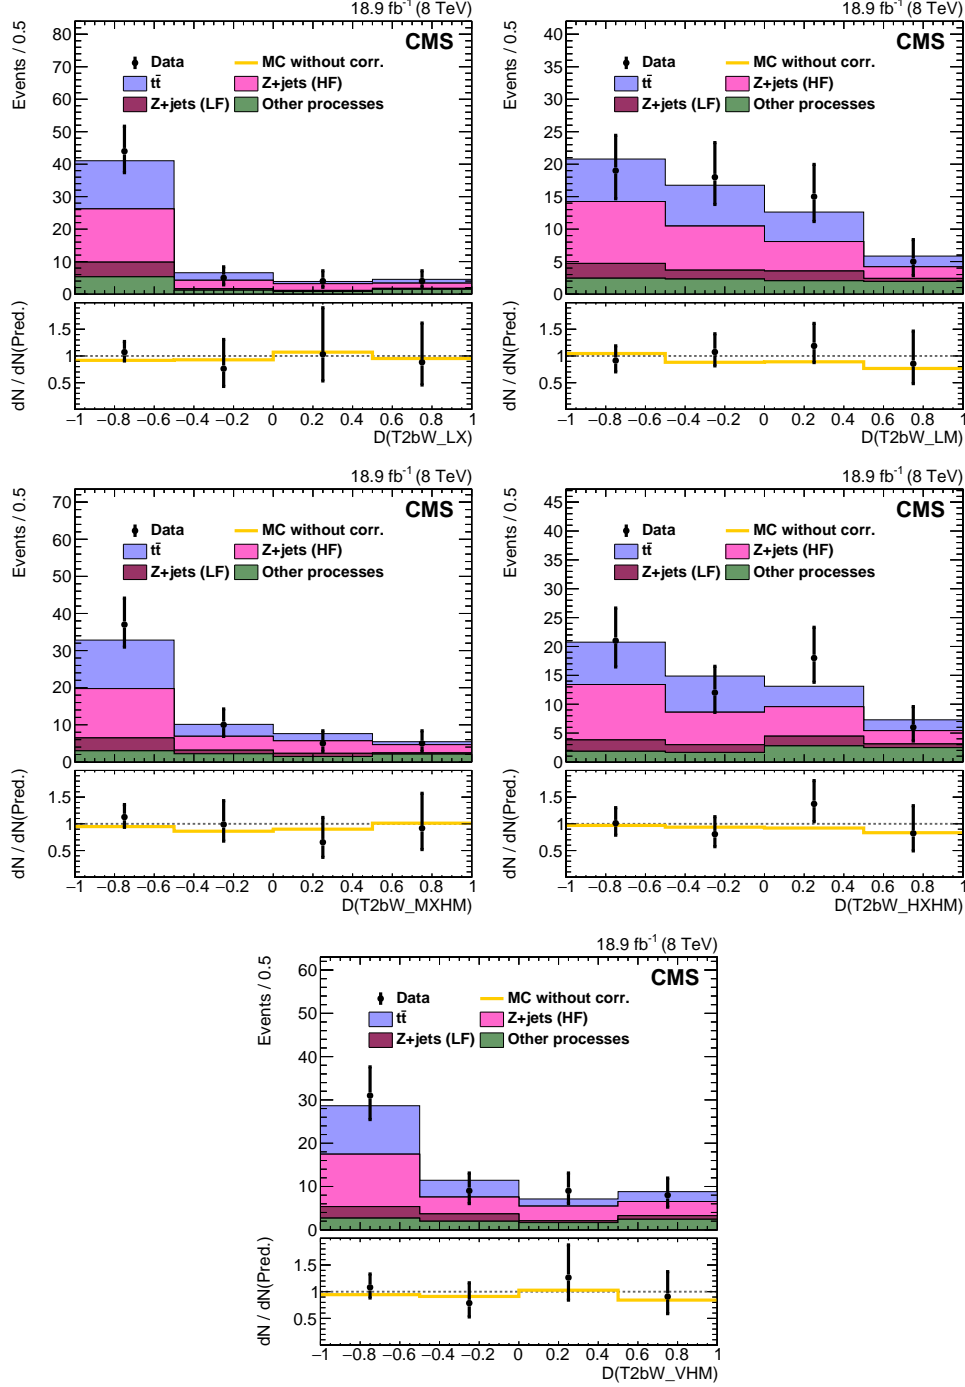 18.9 fb⁻¹ (8 TeV)
Events / 0.5
CMS
Data
MC without corr.
tt̄
Z+jets (HF)
Z+jets (LF)
Other processes
80
70
60
50
40
30
20
10
0
dN / dN(Pred.)
1.5
1
0.5
−1 −0.8 −0.6 −0.4 −0.2 0 0.2 0.4 0.6 0.8 1
D(T2bW_LX)
18.9 fb⁻¹ (8 TeV)
Events / 0.5
CMS
Data
MC without corr.
tt̄
Z+jets (HF)
Z+jets (LF)
Other processes
40
35
30
25
20
15
10
5
0
dN / dN(Pred.)
1.5
1
0.5
−1 −0.8 −0.6 −0.4 −0.2 0 0.2 0.4 0.6 0.8 1
D(T2bW_LM)
18.9 fb⁻¹ (8 TeV)
Events / 0.5
CMS
Data
MC without corr.
tt̄
Z+jets (HF)
Z+jets (LF)
Other processes
70
60
50
40
30
20
10
0
dN / dN(Pred.)
1.5
1
0.5
−1 −0.8 −0.6 −0.4 −0.2 0 0.2 0.4 0.6 0.8 1
D(T2bW_MXHM)
18.9 fb⁻¹ (8 TeV)
Events / 0.5
CMS
Data
MC without corr.
tt̄
Z+jets (HF)
Z+jets (LF)
Other processes
45
40
35
30
25
20
15
10
5
0
dN / dN(Pred.)
1.5
1
0.5
−1 −0.8 −0.6 −0.4 −0.2 0 0.2 0.4 0.6 0.8 1
D(T2bW_HXHM)
18.9 fb⁻¹ (8 TeV)
Events / 0.5
CMS
Data
MC without corr.
tt̄
Z+jets (HF)
Z+jets (LF)
Other processes
60
50
40
30
20
10
0
dN / dN(Pred.)
1.5
1
0.5
−1 −0.8 −0.6 −0.4 −0.2 0 0.2 0.4 0.6 0.8 1
D(T2bW_VHM)